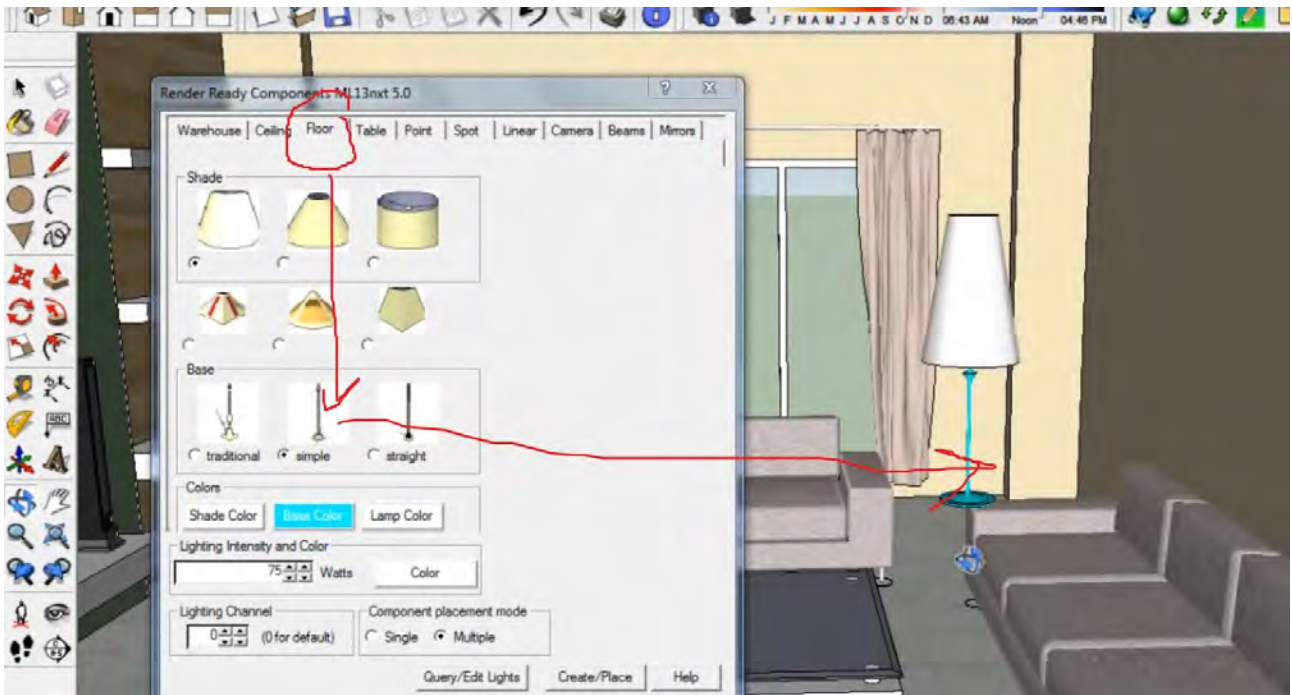 J F M A M J J A S O N D 06:43 AM Noon 04:46 PM
Render Ready Components ML13nxt 5.0
Warehouse Ceiling Floor Table Point Spot Linear Camera Beams Mirrors
Shade
Base
traditional simple straight
Colors
Shade Color Base Color Lamp Color
Lighting Intensity and Color
75 Watts Color
Lighting Channel Component placement mode
0 (0 for default) Single Multiple
Query/Edit Lights Create/Place Help
ABC